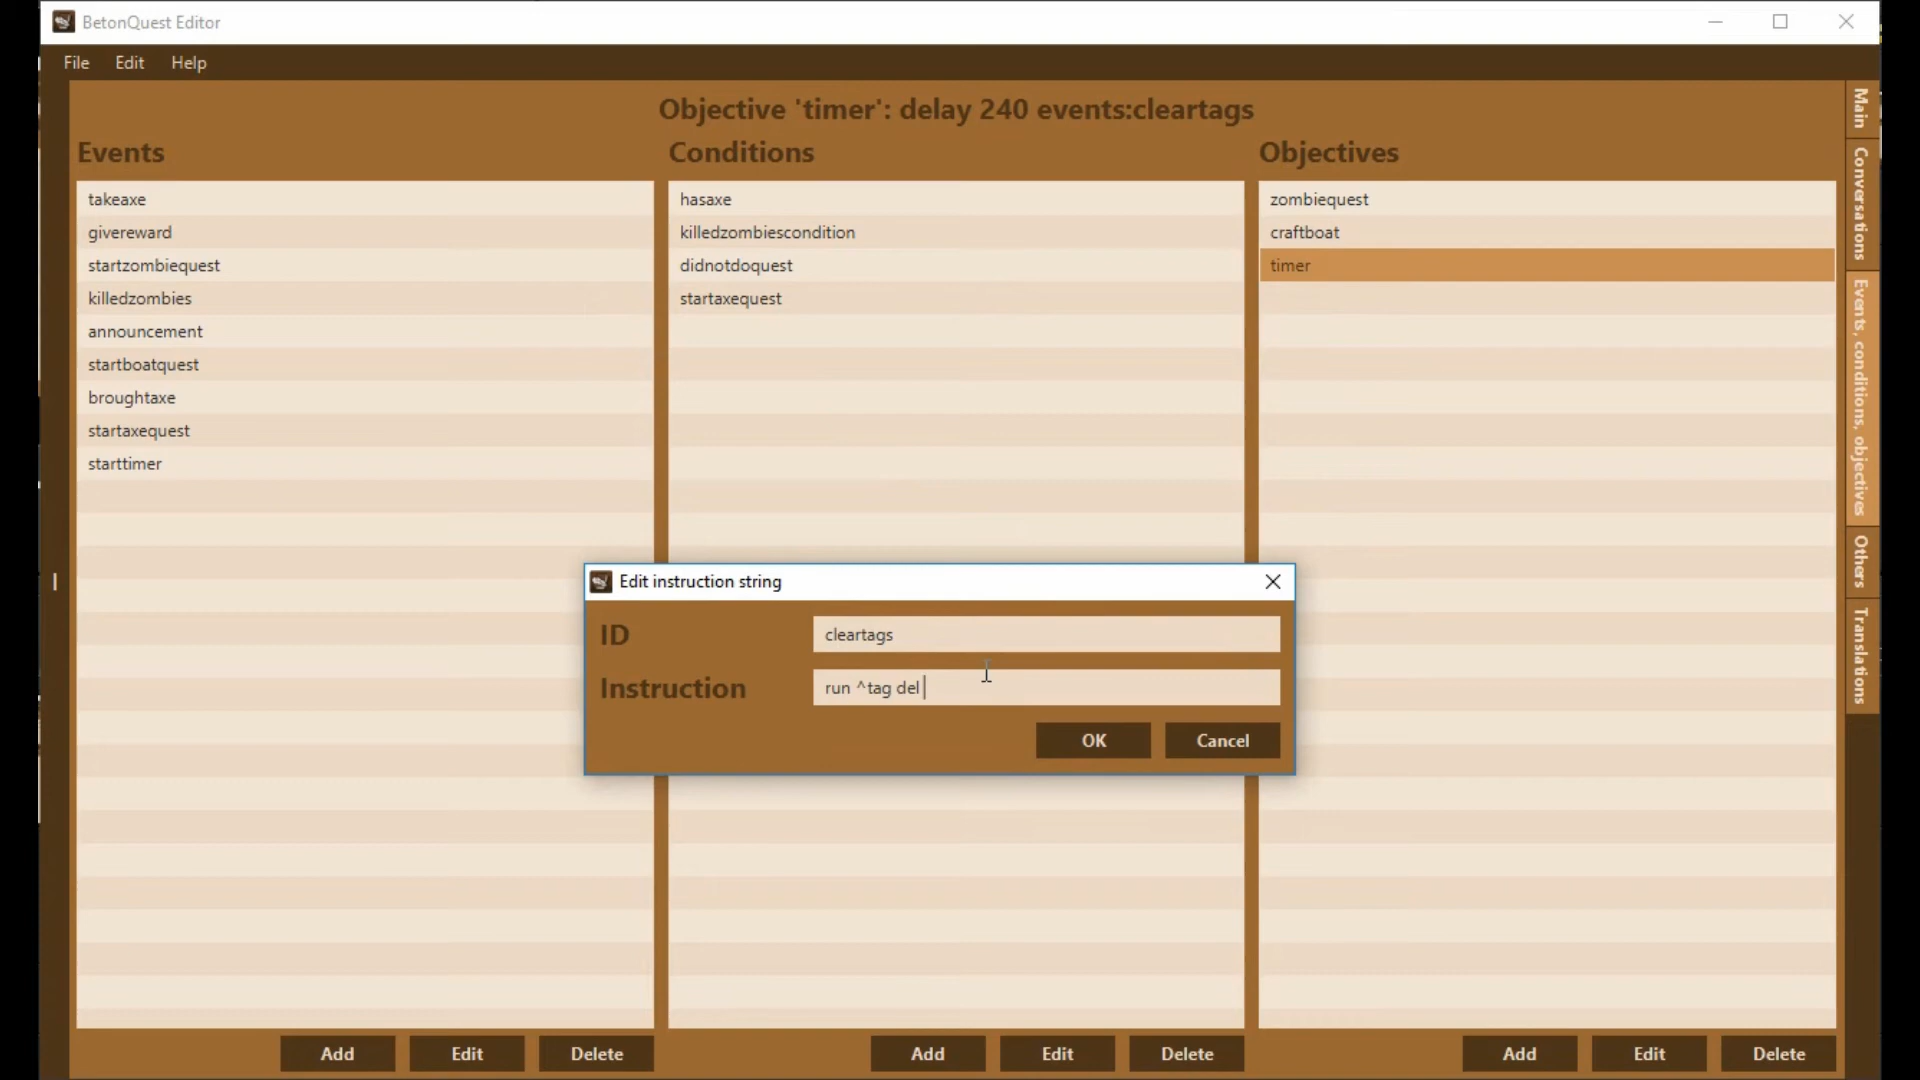 BetonQuest Editor
File Edit Help
Objective 'timer': delay 240 events:cleartags
Events
takeaxe
givereward
startzombiequest
killedzombies
announcement
startboatquest
broughtaxe
startaxequest
starttimer
Add Edit Delete
Conditions
hasaxe
killedzombiescondition
didnotdoquest
startaxequest
Add Edit Delete
Objectives
zombiequest
craftboat
timer
Add Edit Delete
Edit instruction string
ID cleartags
Instruction run ^tag del
OK Cancel
Main
Conversations
Events, conditions, objectives
Others
Translations